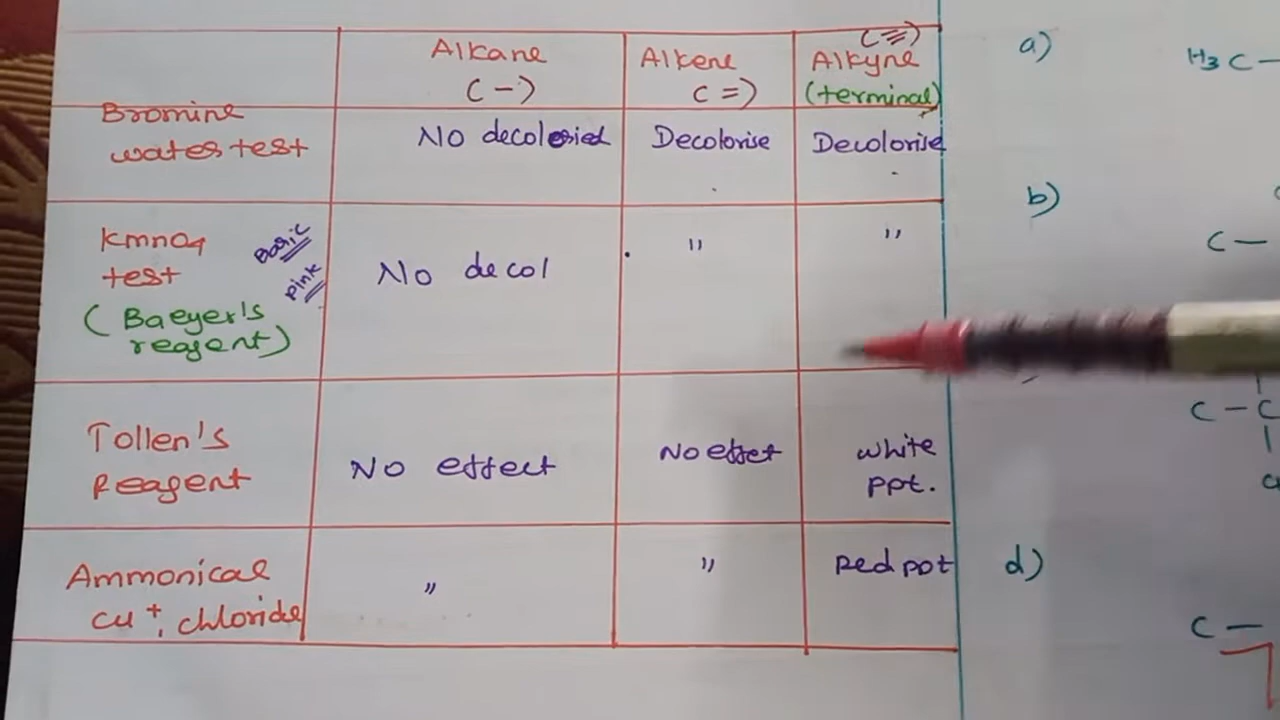 Alkane
(-)
Alkene
(=)
(≡)
Alkyne
(terminal)
Bromine
water test
No decoloried
Decolorise
Decolorise
KMnO4
test
Basic
pink
(Baeyer's
reagent)
No decol
"
"
Tollen's
Reagent
No effect
No effect
white
ppt.
Ammonical
Cu+, chloride
"
"
Red ppt
a)
H3C-
b)
C-
C-C
d)
C-